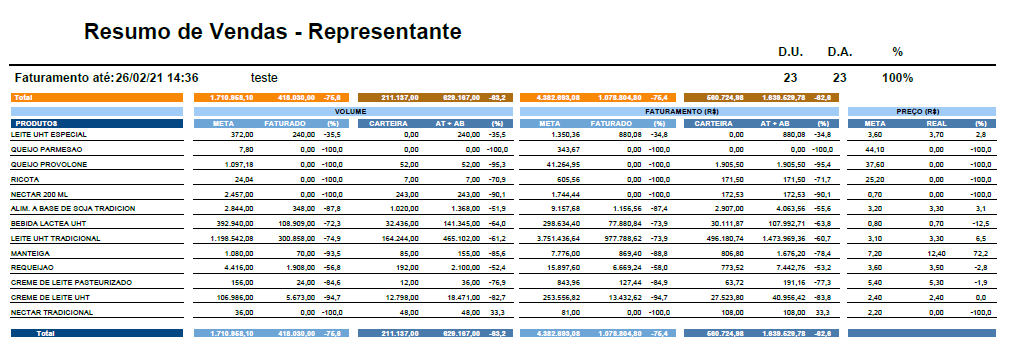 Resumo de Vendas - Representante
D.U. D.A. %
Faturamento até: 26/02/21 14:36 teste 23 23 100%
Total 1.710.958,10 418.030,00 -75,6 211.137,00 629.167,00 -63,2 4.382.693,08 1.078.804,80 -75,4 560.724,98 1.639.529,78 -62,6
VOLUME FATURAMENTO (R$) PREÇO (R$)
PRODUTOS META FATURADO (%) CARTEIRA AT + AB (%) META FATURADO (%) CARTEIRA AT + AB (%) META REAL (%)
LEITE UHT ESPECIAL 372,00 240,00 -35,5 0,00 240,00 -35,5 1.350,36 880,08 -34,8 0,00 880,08 -34,8 3,60 3,70 2,8
QUEIJO PARMESAO 7,80 0,00 -100,0 0,00 0,00 -100,0 343,67 0,00 -100,0 0,00 0,00 -100,0 44,10 0,00 -100,0
QUEIJO PROVOLONE 1.097,18 0,00 -100,0 52,00 52,00 -95,3 41.264,95 0,00 -100,0 1.905,50 1.905,50 -95,4 37,60 0,00 -100,0
RICOTA 24,04 0,00 -100,0 7,00 7,00 -70,9 605,56 0,00 -100,0 171,50 171,50 -71,7 25,20 0,00 -100,0
NECTAR 200 ML 2.457,00 0,00 -100,0 243,00 243,00 -90,1 1.744,44 0,00 -100,0 172,53 172,53 -90,1 0,70 0,00 -100,0
ALIM. A BASE DE SOJA TRADICION 2.844,00 348,00 -87,8 1.020,00 1.368,00 -51,9 9.157,68 1.156,56 -87,4 2.907,00 4.063,56 -55,6 3,20 3,30 3,1
BEBIDA LACTEA UHT 392.940,00 108.909,00 -72,3 32.436,00 141.345,00 -64,0 298.634,40 77.880,84 -73,9 30.111,87 107.992,71 -63,8 0,80 0,70 -12,5
LEITE UHT TRADICIONAL 1.198.542,08 300.858,00 -74,9 164.244,00 465.102,00 -61,2 3.751.436,64 977.788,62 -73,9 496.180,74 1.473.969,36 -60,7 3,10 3,30 6,5
MANTEIGA 1.080,00 70,00 -93,5 85,00 155,00 -85,6 7.776,00 869,40 -88,8 806,80 1.676,20 -78,4 7,20 12,40 72,2
REQUEIJAO 4.416,00 1.908,00 -56,8 192,00 2.100,00 -52,4 15.897,60 6.669,24 -58,0 773,52 7.442,76 -53,2 3,60 3,50 -2,8
CREME DE LEITE PASTEURIZADO 156,00 24,00 -84,6 12,00 36,00 -76,9 843,96 127,44 -84,9 63,72 191,16 -77,3 5,40 5,30 -1,9
CREME DE LEITE UHT 106.986,00 5.673,00 -94,7 12.798,00 18.471,00 -82,7 253.556,82 13.432,62 -94,7 27.523,80 40.956,42 -83,8 2,40 2,40 0,0
NECTAR TRADICIONAL 36,00 0,00 -100,0 48,00 48,00 33,3 81,00 0,00 -100,0 108,00 108,00 33,3 2,20 0,00 -100,0
Total 1.710.958,10 418.030,00 -75,6 211.137,00 629.167,00 -63,2 4.382.693,08 1.078.804,80 -75,4 560.724,98 1.639.529,78 -62,6